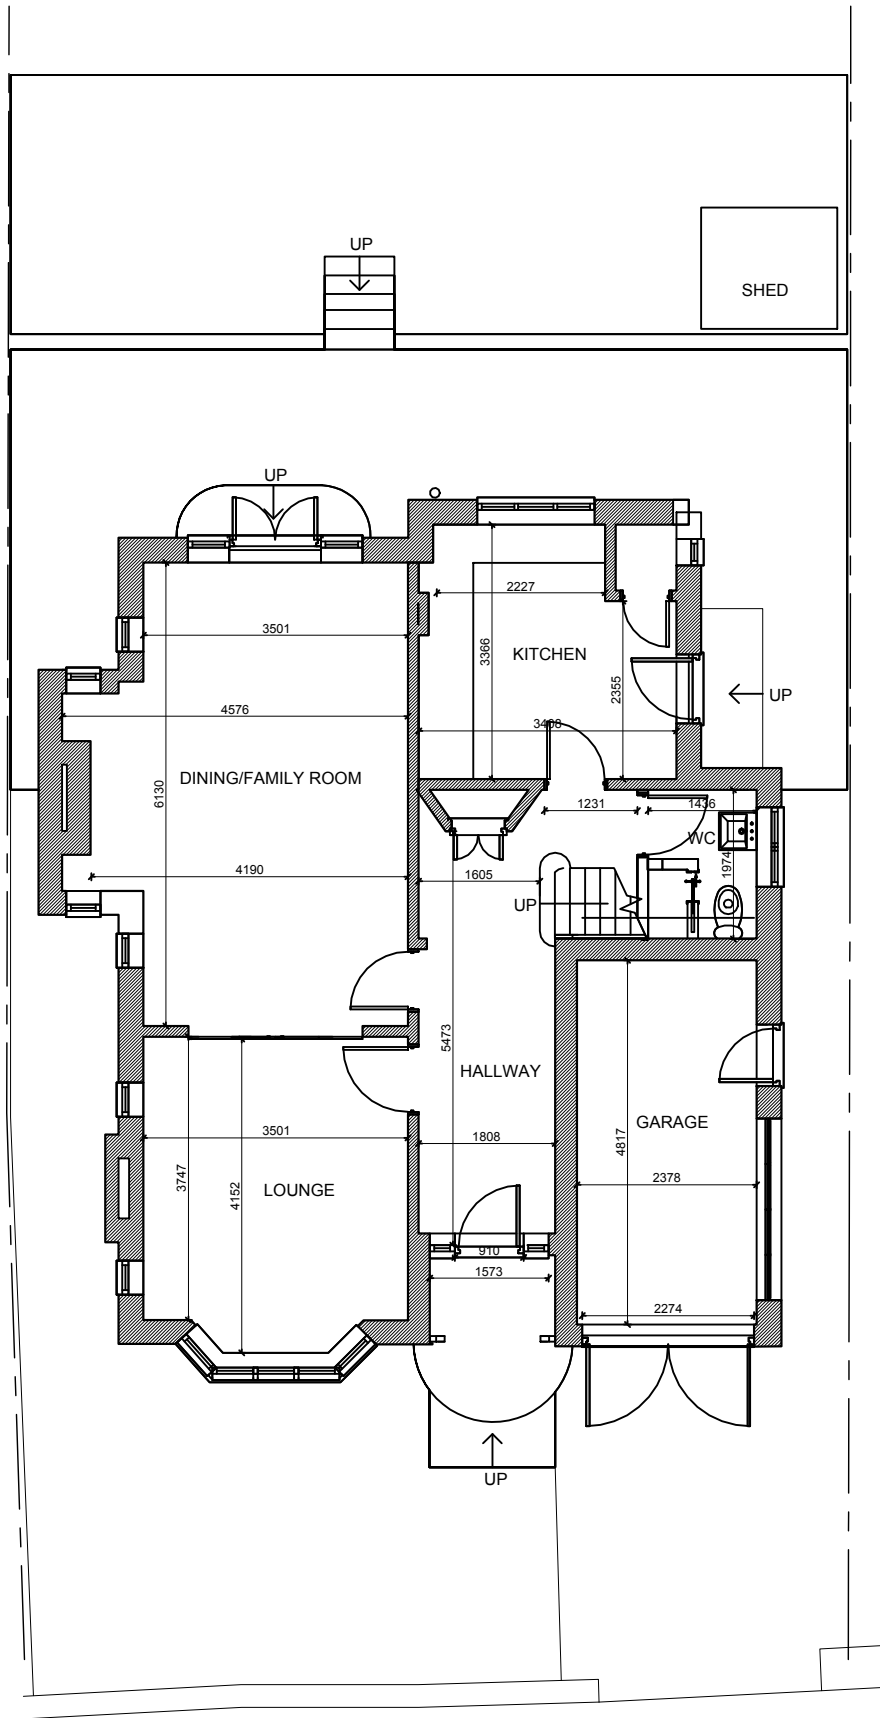 UP
SHED
UP
2227
3501
KITCHEN
3366
2355
UP
4576
3408
DINING/FAMILY ROOM
6130
1231
1436
WC
1974
4190
1605
UP
5473
HALLWAY
GARAGE
4817
3501
1808
3747
4152
LOUNGE
2378
910
1573
2274
UP